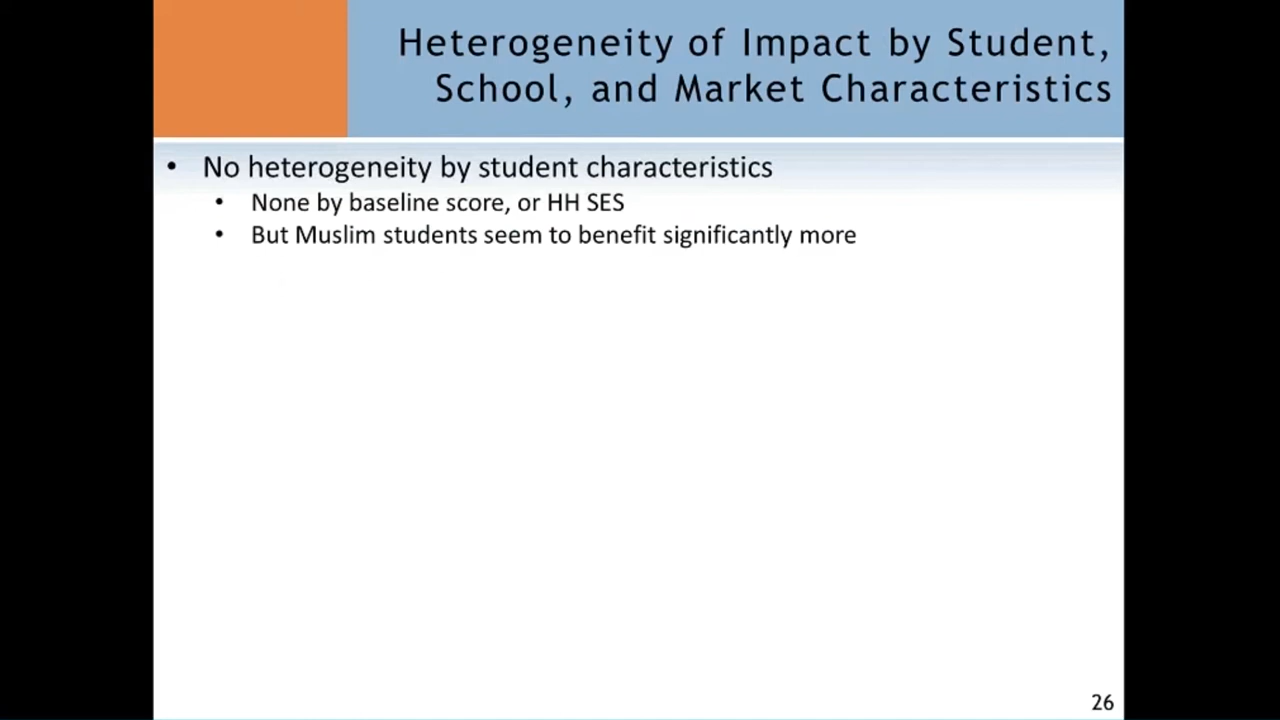 Heterogeneity of Impact by Student,
School, and Market Characteristics
• No heterogeneity by student characteristics
• None by baseline score, or HH SES
• But Muslim students seem to benefit significantly more
26